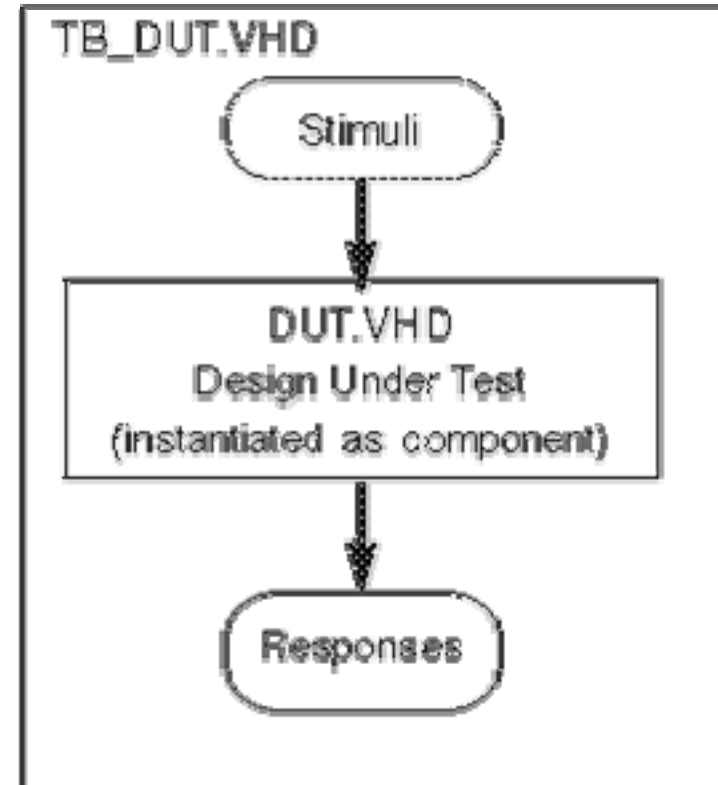 TB_DUT.VHD
Stimuli
DUT.VHD
Design Under Test
(instantiated as component)
Responses